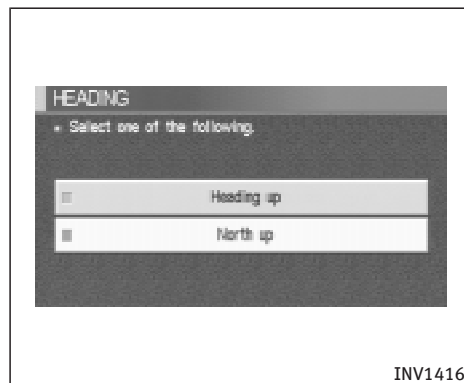 HEADING
Select one of the following.
Heading up
North up
INV1416